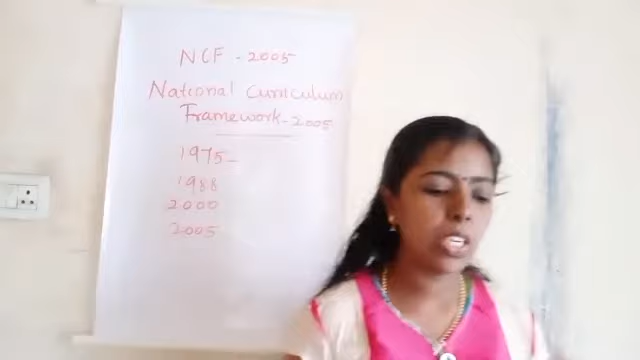 NCF - 2005
National Curriculum
Framework - 2005
1975 -
1988
2000
2005